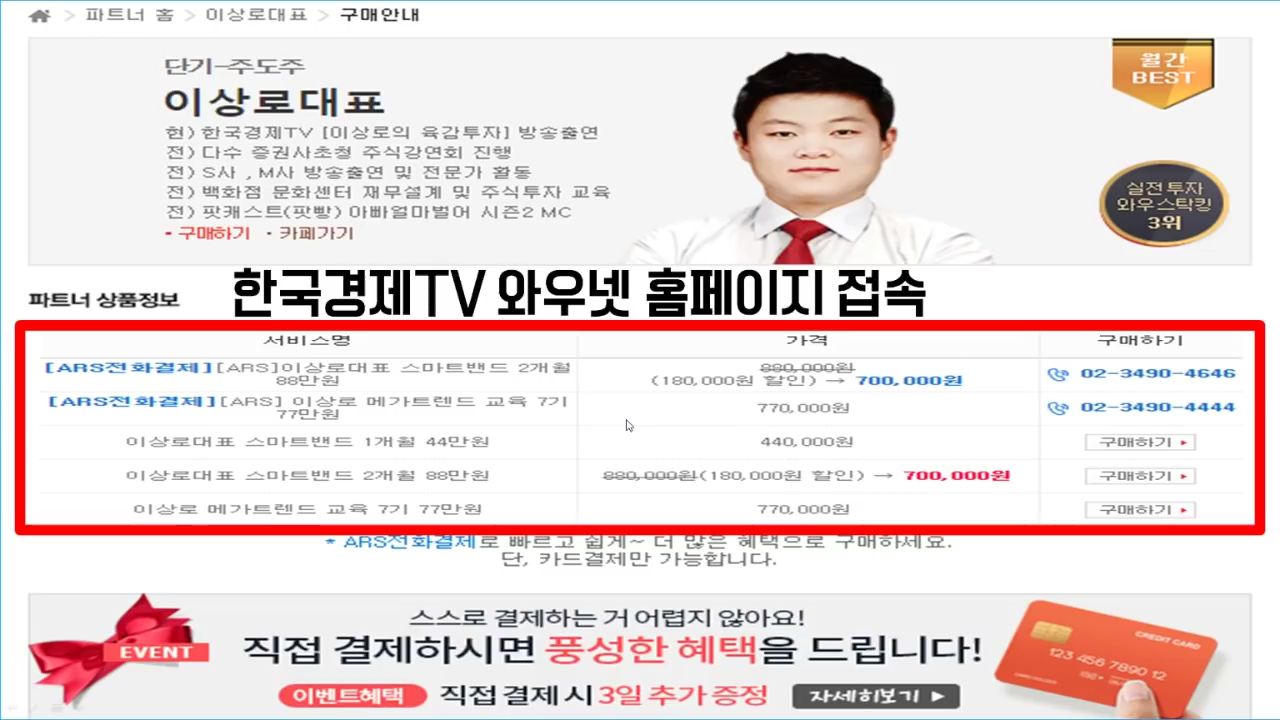 파트너 홈 > 이상로대표 > 구매안내
단기-주도주
이상로대표
현) 한국경제TV [이상로의 육감투자] 방송출연
전) 다수 증권사초청 주식강연회 진행
전) S사 , M사 방송출연 및 전문가 활동
전) 백화점 문화센터 재무설계 및 주식투자 교육
전) 팟캐스트(팟빵) 아빠얼마벌어 시즌2 MC
- 구매하기 · 카페가기
월간
BEST
실전 투자
와우 스탁킹
3위
파트너 상품정보
한국경제TV 와우넷 홈페이지 접속
서비스명 가격 구매하기
[ARS전화결제][ARS]이상로대표 스마트밴드 2개월
88만원
880,000원
(180,000원 할인) → 700,000원
02-3490-4646
[ARS전화결제][ARS] 이상로 메가트렌드 교육 7기
77만원
770,000원
02-3490-4444
이상로대표 스마트밴드 1개월 44만원 440,000원 구매하기 ▸
이상로대표 스마트밴드 2개월 88만원 880,000원(180,000원 할인) → 700,000원 구매하기 ▸
이상로 메가트렌드 교육 7기 77만원 770,000원 구매하기 ▸
* ARS전화결제로 빠르고 쉽게~ 더 많은 혜택으로 구매하세요.
단, 카드결제만 가능합니다.
EVENT
스스로 결제하는 거 어렵지 않아요!
직접 결제하시면 풍성한 혜택을 드립니다!
이벤트혜택 직접 결제 시 3일 추가 증정 자세히보기 ▶
CREDIT CARD
123 456 7890 12